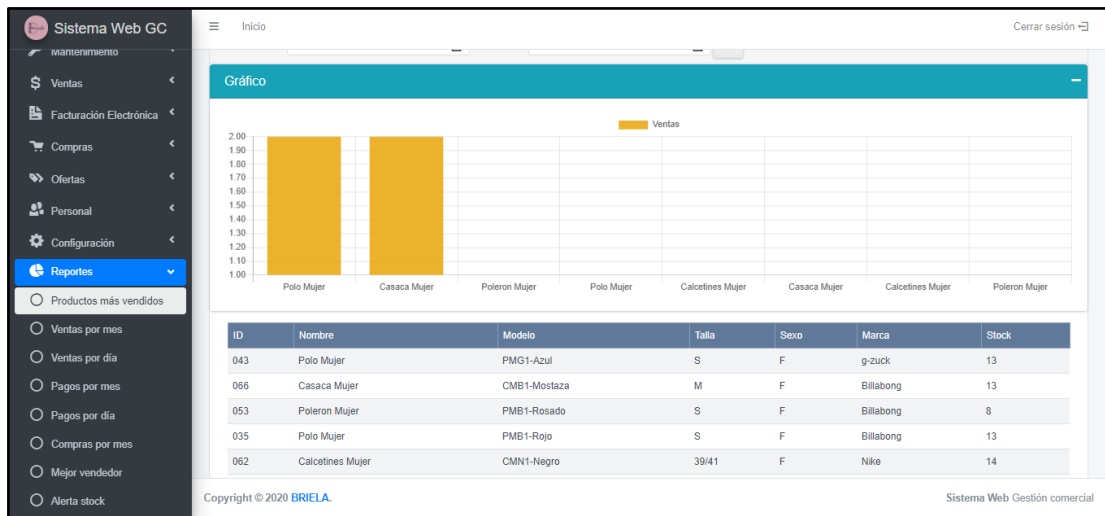 Sistema Web GC
Inicio
Cerrar sesión
Mantenimiento
Ventas
Facturación Electrónica
Compras
Ofertas
Personal
Configuración
Reportes
Productos más vendidos
Ventas por mes
Ventas por día
Pagos por mes
Pagos por día
Compras por mes
Mejor vendedor
Alerta stock
Gráfico
Ventas
2.00
1.90
1.80
1.70
1.60
1.50
1.40
1.30
1.20
1.10
1.00
Polo Mujer Casaca Mujer Poleron Mujer Polo Mujer Calcetines Mujer Casaca Mujer Calcetines Mujer Poleron Mujer
ID Nombre Modelo Talla Sexo Marca Stock
043 Polo Mujer PMG1-Azul S F g-zuck 13
066 Casaca Mujer CMB1-Mostaza M F Billabong 13
053 Poleron Mujer PMB1-Rosado S F Billabong 8
035 Polo Mujer PMB1-Rojo S F Billabong 13
062 Calcetines Mujer CMN1-Negro 39/41 F Nike 14
Copyright © 2020 BRIELA.
Sistema Web Gestión comercial